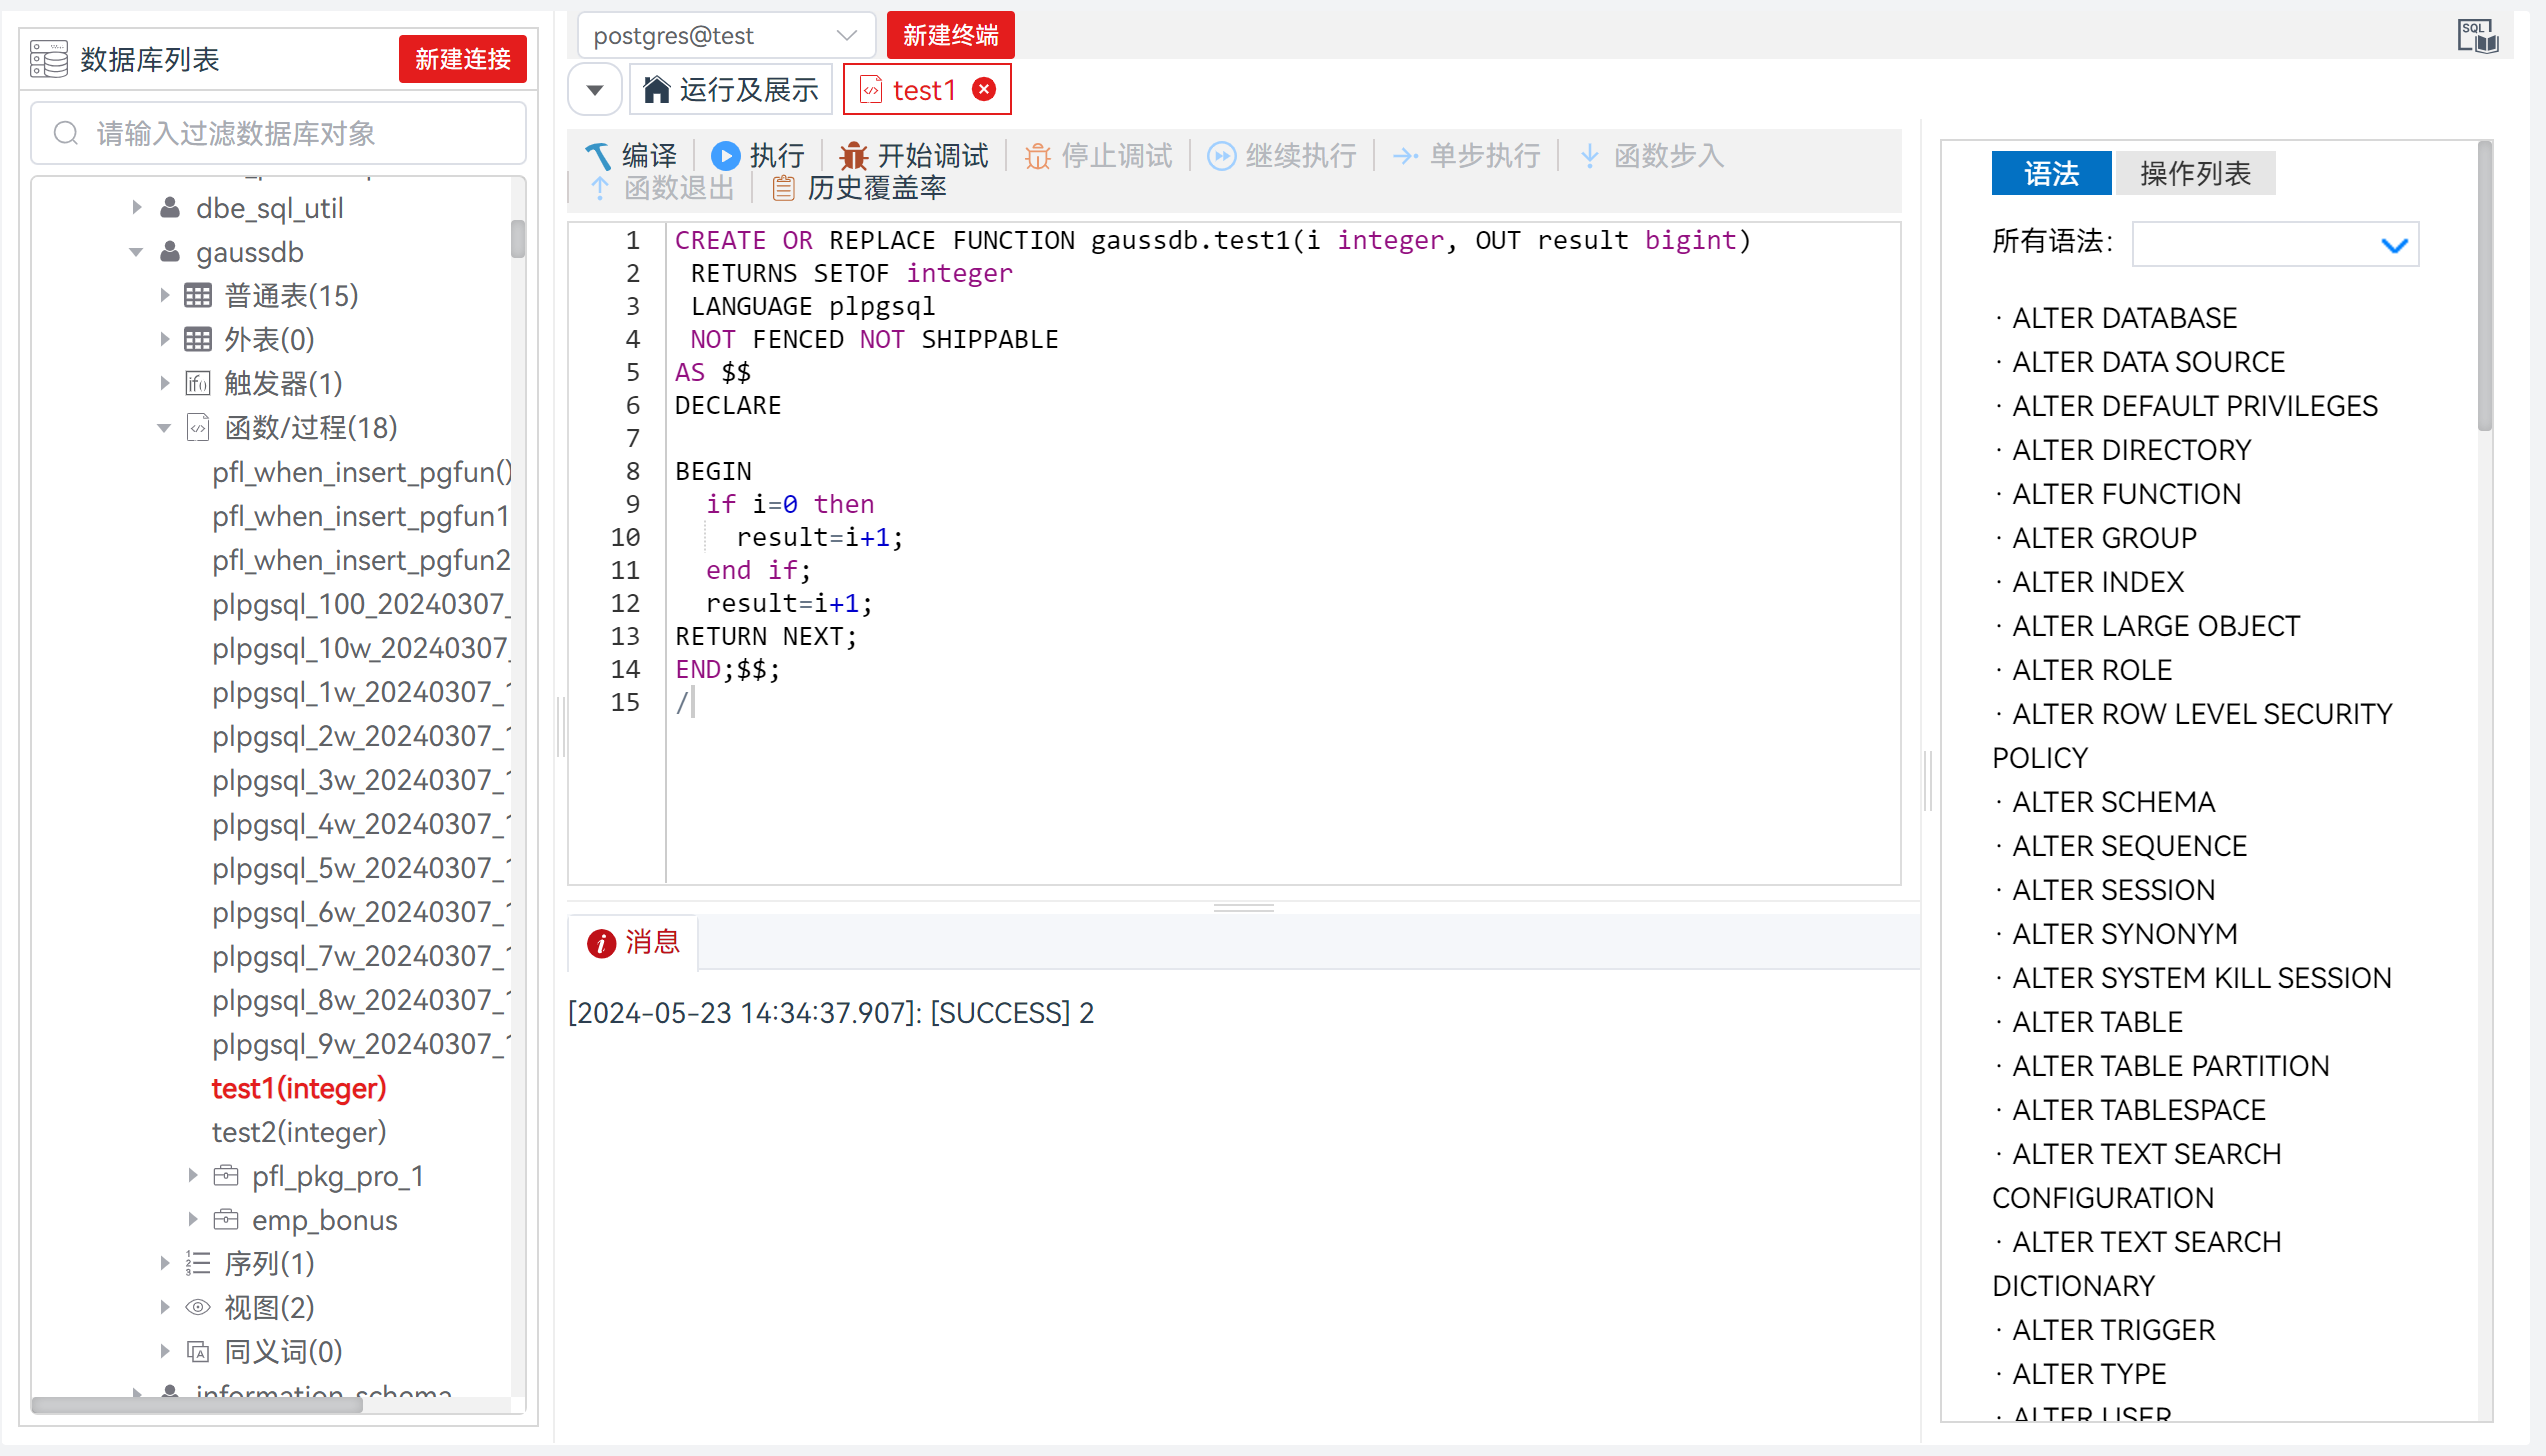 数据库列表
新建连接
请输入过滤数据库对象
dbe_sql_util
gaussdb
普通表(15)
外表(0)
触发器(1)
函数/过程(18)
pfl_when_insert_pgfun()
pfl_when_insert_pgfun1
pfl_when_insert_pgfun2
plpgsql_100_20240307_
plpgsql_10w_20240307_
plpgsql_1w_20240307_1
plpgsql_2w_20240307_1
plpgsql_3w_20240307_1
plpgsql_4w_20240307_1
plpgsql_5w_20240307_1
plpgsql_6w_20240307_1
plpgsql_7w_20240307_1
plpgsql_8w_20240307_1
plpgsql_9w_20240307_1
test1(integer)
test2(integer)
pfl_pkg_pro_1
emp_bonus
序列(1)
视图(2)
同义词(0)
information_schema
postgres@test
新建终端
SQL
运行及展示
test1
编译
执行
开始调试
停止调试
继续执行
单步执行
函数步入
函数退出
历史覆盖率
1 CREATE OR REPLACE FUNCTION gaussdb.test1(i integer, OUT result bigint)
2 RETURNS SETOF integer
3 LANGUAGE plpgsql
4 NOT FENCED NOT SHIPPABLE
5 AS $$
6 DECLARE
7
8 BEGIN
9 if i=0 then
10 result=i+1;
11 end if;
12 result=i+1;
13 RETURN NEXT;
14 END;$$;
15 /
消息
[2024-05-23 14:34:37.907]: [SUCCESS] 2
语法
操作列表
所有语法:
· ALTER DATABASE
· ALTER DATA SOURCE
· ALTER DEFAULT PRIVILEGES
· ALTER DIRECTORY
· ALTER FUNCTION
· ALTER GROUP
· ALTER INDEX
· ALTER LARGE OBJECT
· ALTER ROLE
· ALTER ROW LEVEL SECURITY
POLICY
· ALTER SCHEMA
· ALTER SEQUENCE
· ALTER SESSION
· ALTER SYNONYM
· ALTER SYSTEM KILL SESSION
· ALTER TABLE
· ALTER TABLE PARTITION
· ALTER TABLESPACE
· ALTER TEXT SEARCH
CONFIGURATION
· ALTER TEXT SEARCH
DICTIONARY
· ALTER TRIGGER
· ALTER TYPE
· ALTER USER